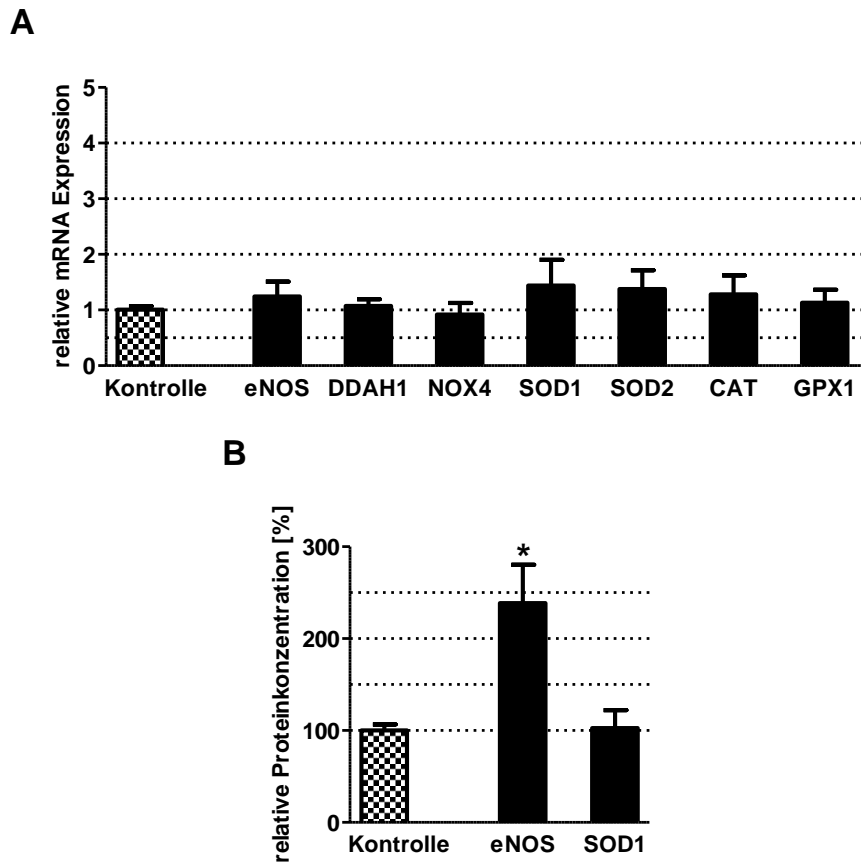 A
relative mRNA Expression
5
4
3
2
1
0
Kontrolle eNOS DDAH1 NOX4 SOD1 SOD2 CAT GPX1
B
relative Proteinkonzentration [%]
300
200
100
0
*
Kontrolle eNOS SOD1